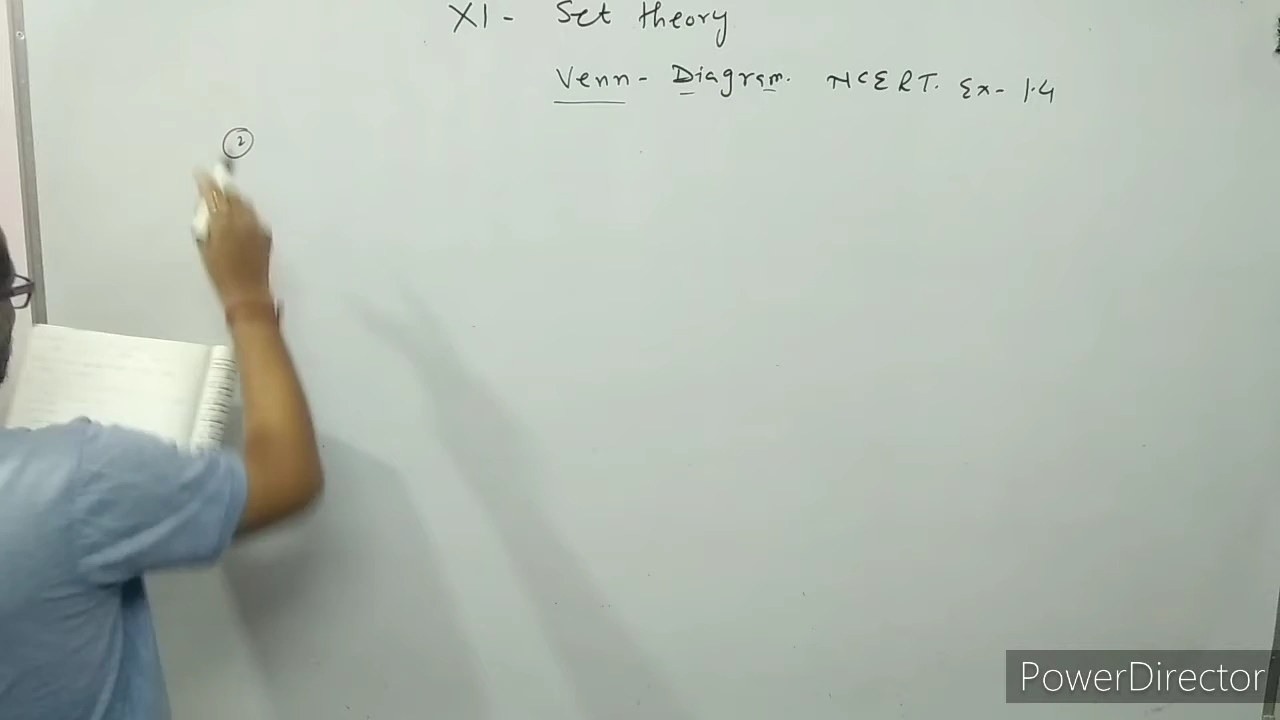 XI - Set theory
Venn - Diagram. NCERT. Ex- 1.4
2
PowerDirector